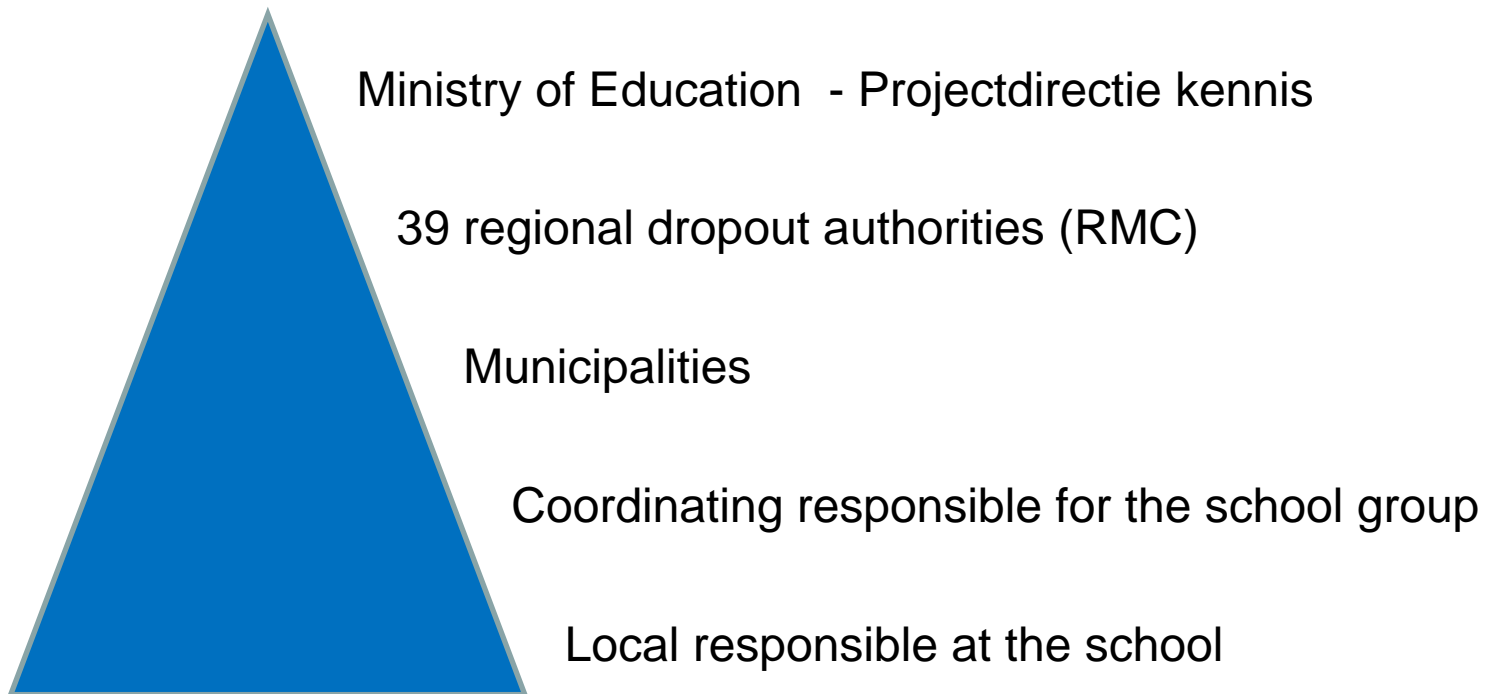 Ministry of Education - Projectdirectie kennis
39 regional dropout authorities (RMC)
Municipalities
Coordinating responsible for the school group
Local responsible at the school